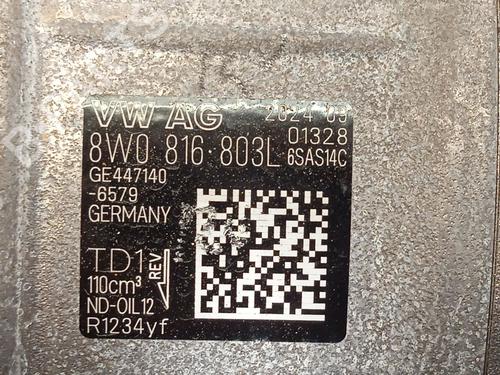 VW AG 2024 09
01328
8W0 816 803L 6SAS14C
GE447140
-6579
GERMANY
TD1 REV
110cm³
ND-OIL12
R1234yf